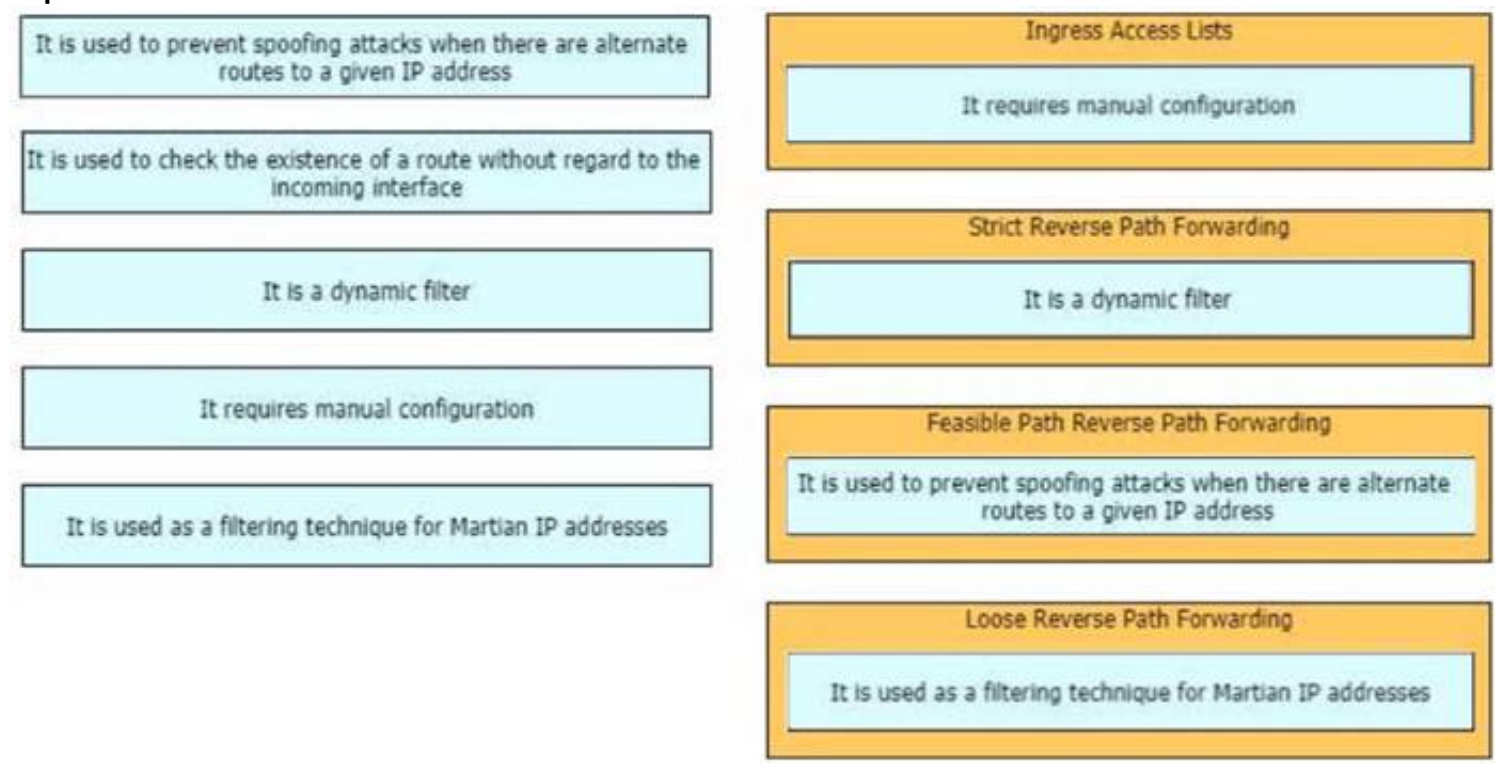 It is used to prevent spoofing attacks when there are alternate
routes to a given IP address
It is used to check the existence of a route without regard to the
incoming interface
It is a dynamic filter
It requires manual configuration
It is used as a filtering technique for Martian IP addresses
Ingress Access Lists
It requires manual configuration
Strict Reverse Path Forwarding
It is a dynamic filter
Feasible Path Reverse Path Forwarding
It is used to prevent spoofing attacks when there are alternate
routes to a given IP address
Loose Reverse Path Forwarding
It is used as a filtering technique for Martian IP addresses